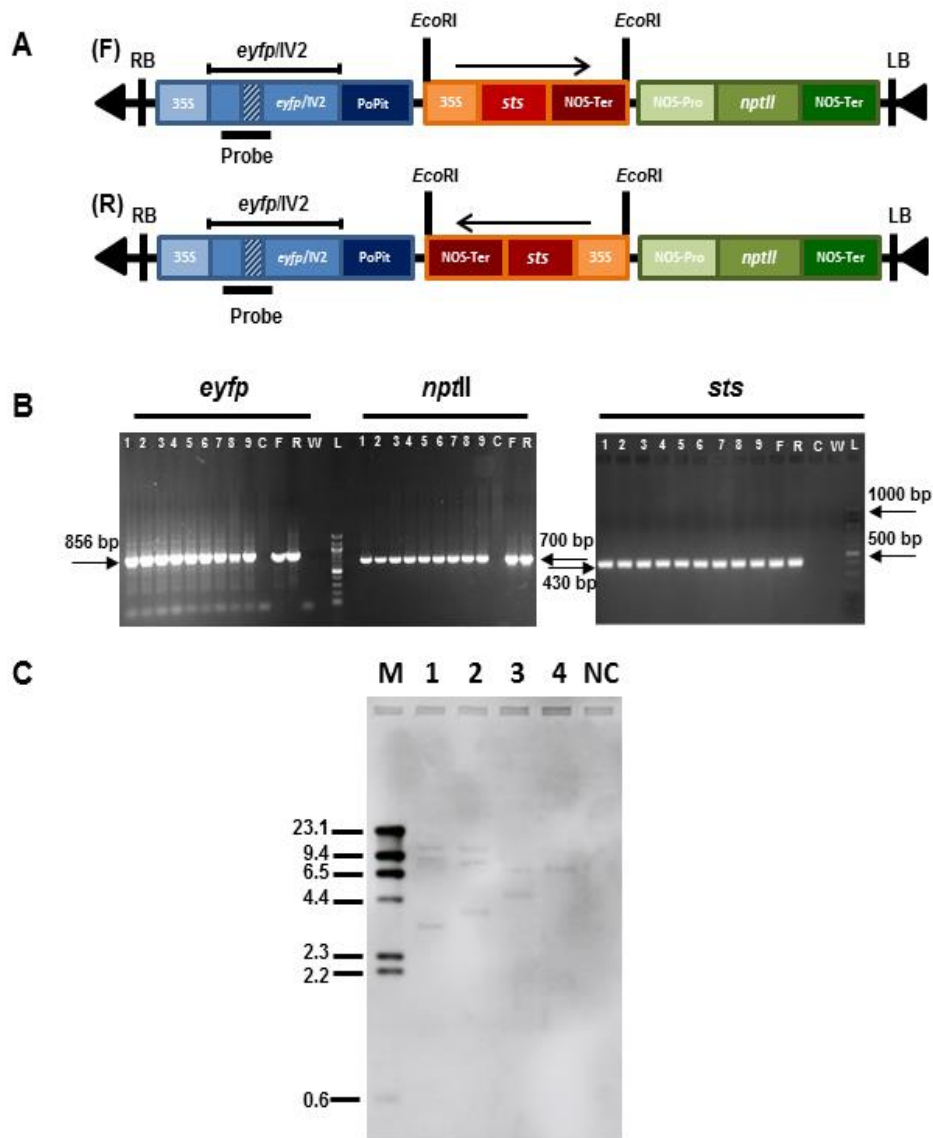 A
(F)
RB
eyfp/IV2
EcoRI
EcoRI
LB
35S
eyfp/IV2
PoPit
35S
sts
NOS-Ter
NOS-Pro
nptII
NOS-Ter
Probe
(R)
RB
eyfp/IV2
EcoRI
EcoRI
LB
35S
eyfp/IV2
PoPit
NOS-Ter
sts
35S
NOS-Pro
nptII
NOS-Ter
Probe
B
eyfp
nptII
sts
1 2 3 4 5 6 7 8 9 C F R W L 1 2 3 4 5 6 7 8 9 C F R
1 2 3 4 5 6 7 8 9 F R C W L
856 bp
700 bp
430 bp
1000 bp
500 bp
C
M 1 2 3 4 NC
23.1
9.4
6.5
4.4
2.3
2.2
0.6